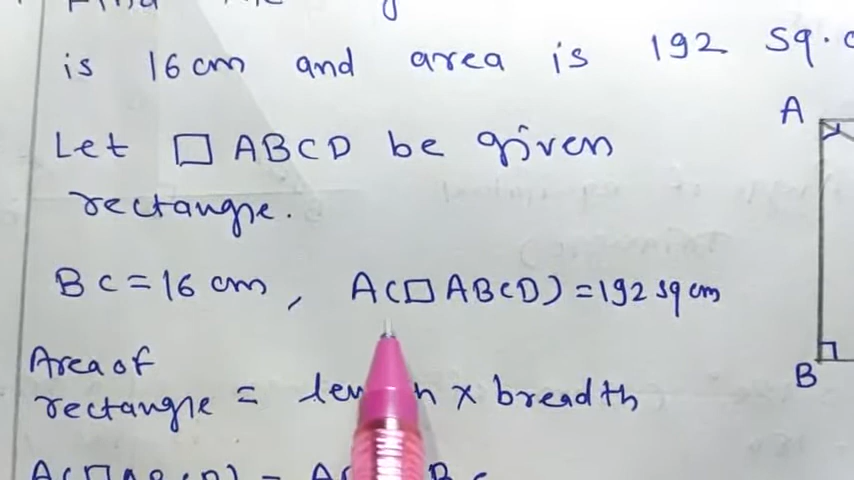 is 16 cm and area is 192 sq.
Let □ ABCD be given
rectangle.
BC = 16 cm, A(□ ABCD) = 192 sq cm
Area of
rectangle = × breadth
A
B